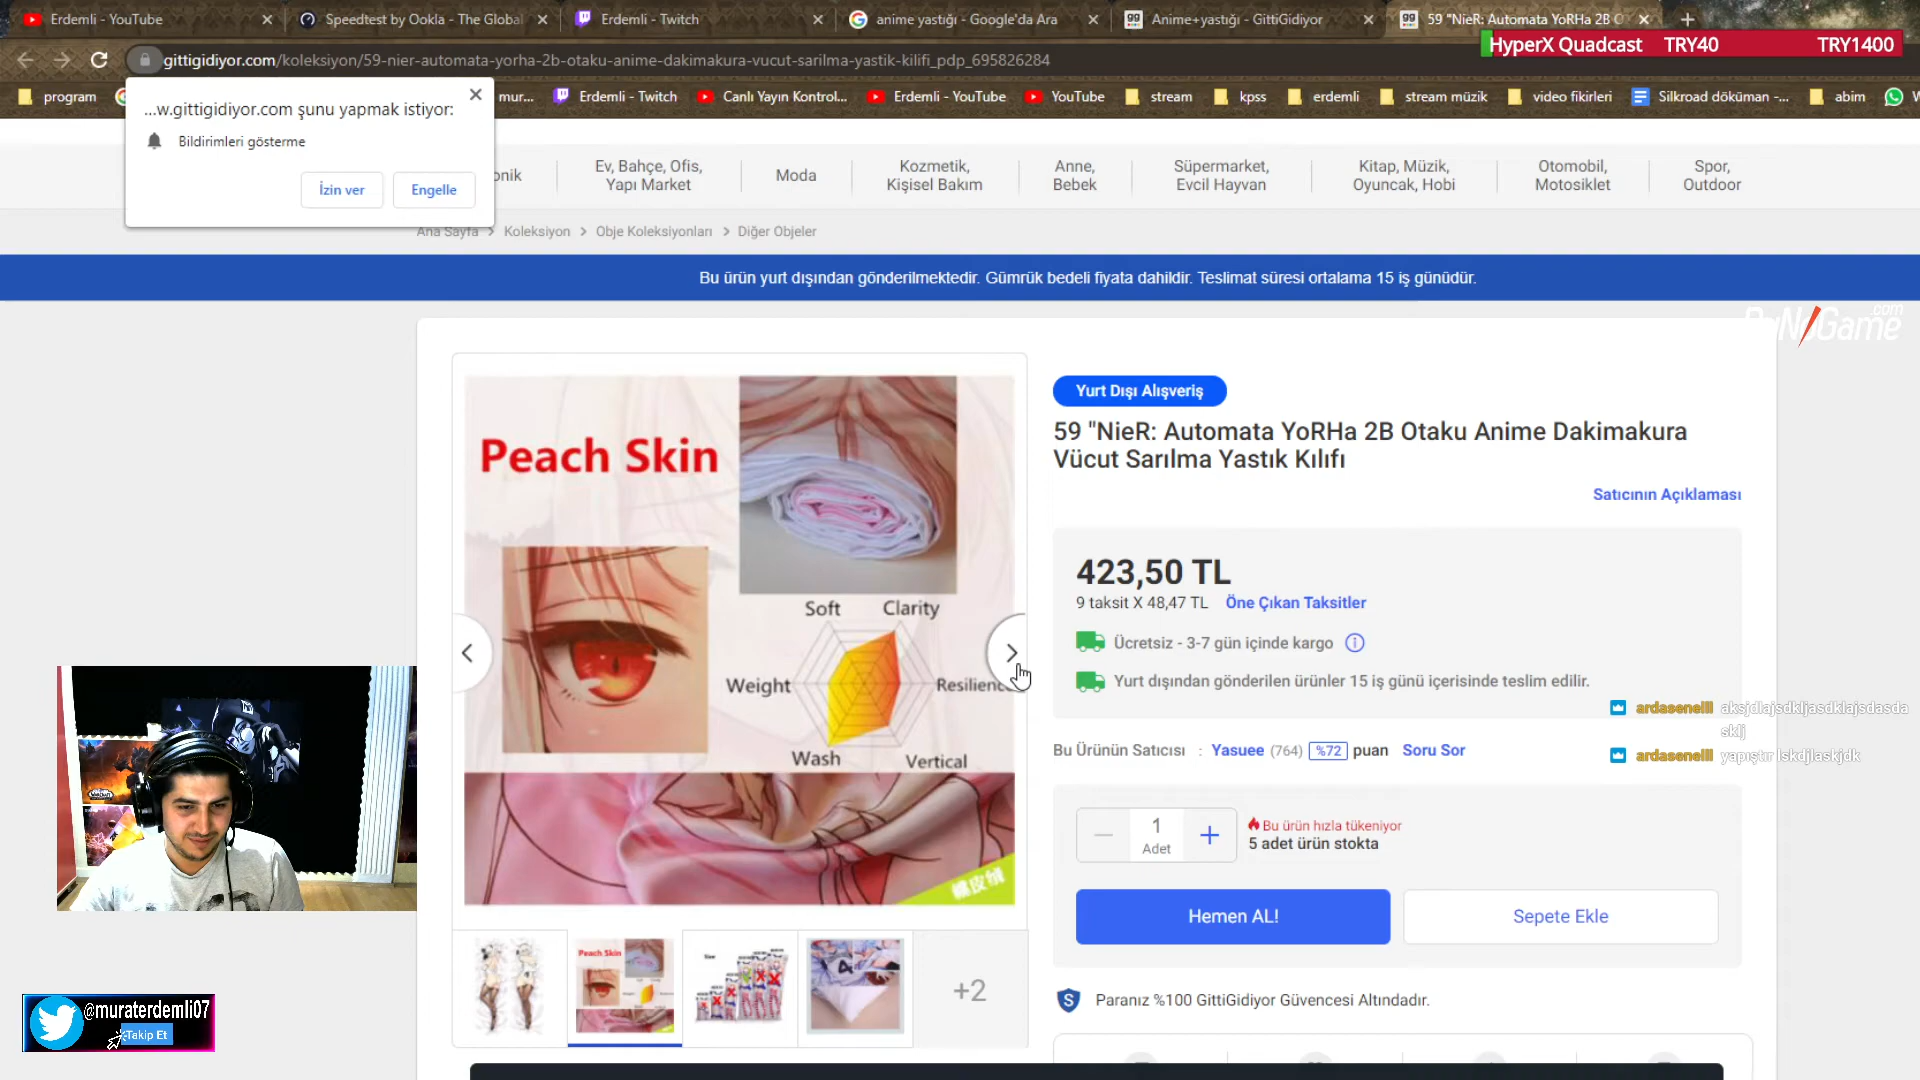 Erdemli - YouTube
Speedtest by Ookla - The Global
Erdemli - Twitch
anime yastığı - Google'da Ara
Anime+yastığı - GittiGidiyor
59 "NieR: Automata YoRHa 2B O
HyperX Quadcast TRY40 TRY1400
gittigidiyor.com/koleksiyon/59-nier-automata-yorha-2b-otaku-anime-dakimakura-vucut-sarilma-yastik-kilifi_pdp_695826284
program
mur...
Erdemli - Twitch
Canlı Yayın Kontrol...
Erdemli - YouTube
YouTube
stream
kpss
erdemli
stream müzik
video fikirleri
Silkroad döküman -...
abim
...w.gittigidiyor.com şunu yapmak istiyor:
Bildirimleri gösterme
İzin ver
Engelle
onik
Ev, Bahçe, Ofis,
Yapı Market
Moda
Kozmetik,
Kişisel Bakım
Anne,
Bebek
Süpermarket,
Evcil Hayvan
Kitap, Müzik,
Oyuncak, Hobi
Otomobil,
Motosiklet
Spor,
Outdoor
Ana Sayfa > Koleksiyon > Obje Koleksiyonları > Diğer Objeler
Bu ürün yurt dışından gönderilmektedir. Gümrük bedeli fiyata dahildir. Teslimat süresi ortalama 15 iş günüdür.
Peach Skin
Soft
Clarity
Weight
Resilienc
Wash
Vertical
Yurt Dışı Alışveriş
59 "NieR: Automata YoRHa 2B Otaku Anime Dakimakura
Vücut Sarılma Yastık Kılıfı
Satıcının Açıklaması
423,50 TL
9 taksit X 48,47 TL Öne Çıkan Taksitler
Ücretsiz - 3-7 gün içinde kargo
Yurt dışından gönderilen ürünler 15 iş günü içerisinde teslim edilir.
ardasenelll aksjdlajsdkljasdklajsdasda
sklj
Bu Ürünün Satıcısı : Yasuee (764) %72 puan Soru Sor
ardasenelll yapıştır lskdjlaskjdk
1
Adet
Bu ürün hızla tükeniyor
5 adet ürün stokta
Hemen AL!
Sepete Ekle
Peach Skin
+2
Paranız %100 GittiGidiyor Güvencesi Altındadır.
@muraterdemli07
Takip Et